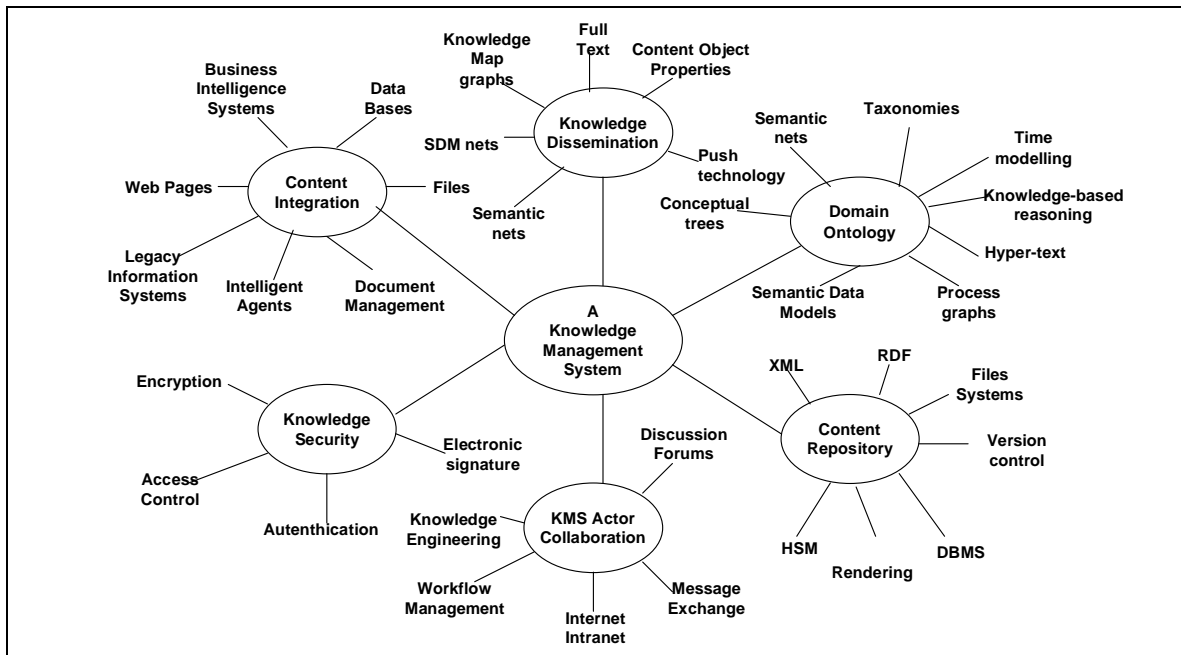 Knowledge
Map
graphs
Full
Text
Content Object
Properties
Knowledge
Dissemination
SDM nets
Push
technology
Semantic
nets
Business
Intelligence
Systems
Data
Bases
Content
Integration
Web Pages
Files
Legacy
Information
Systems
Intelligent
Agents
Document
Management
Semantic
nets
Taxonomies
Time
modelling
Knowledge-based
reasoning
Conceptual
trees
Domain
Ontology
Hyper-text
Semantic Data
Models
Process
graphs
A
Knowledge
Management
System
Encryption
Knowledge
Security
Electronic
signature
Access
Control
Autenthication
Discussion
Forums
KMS Actor
Collaboration
Knowledge
Engineering
Workflow
Management
Internet
Intranet
Message
Exchange
XML
RDF
Files
Systems
Content
Repository
Version
control
HSM
Rendering
DBMS